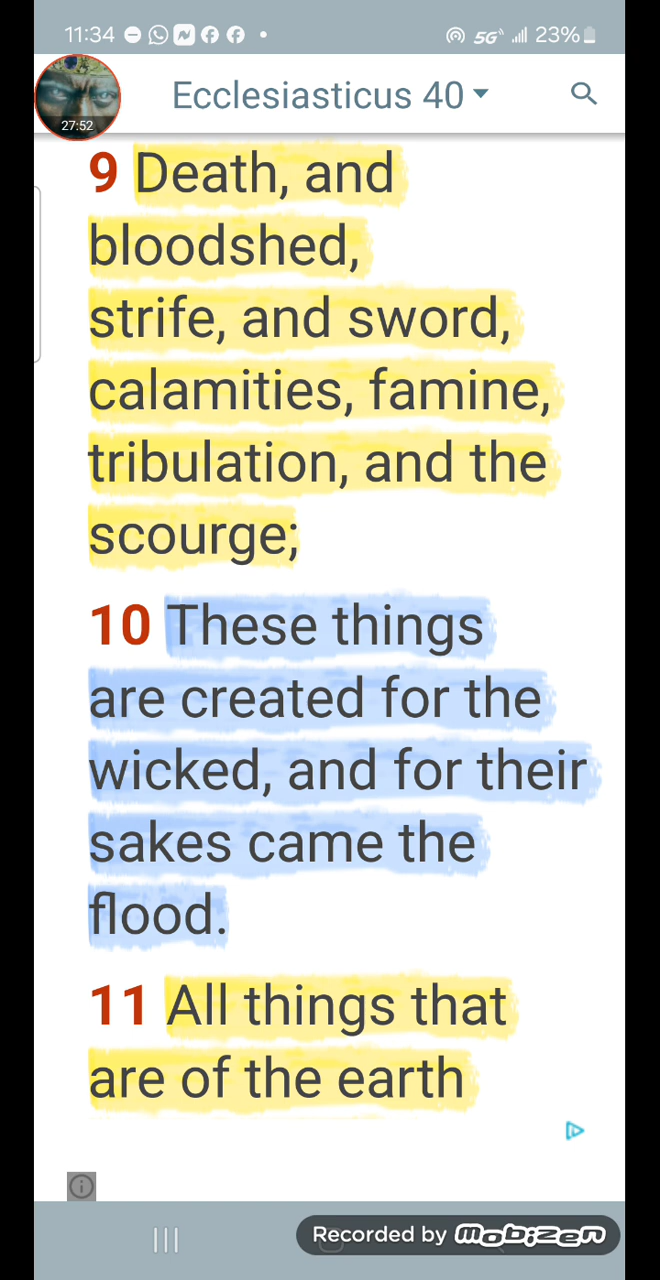 11:34
5G 23%
27:52
Ecclesiasticus 40
9 Death, and
bloodshed,
strife, and sword,
calamities, famine,
tribulation, and the
scourge;
10 These things
are created for the
wicked, and for their
sakes came the
flood.
11 All things that
are of the earth
Recorded by mobizen